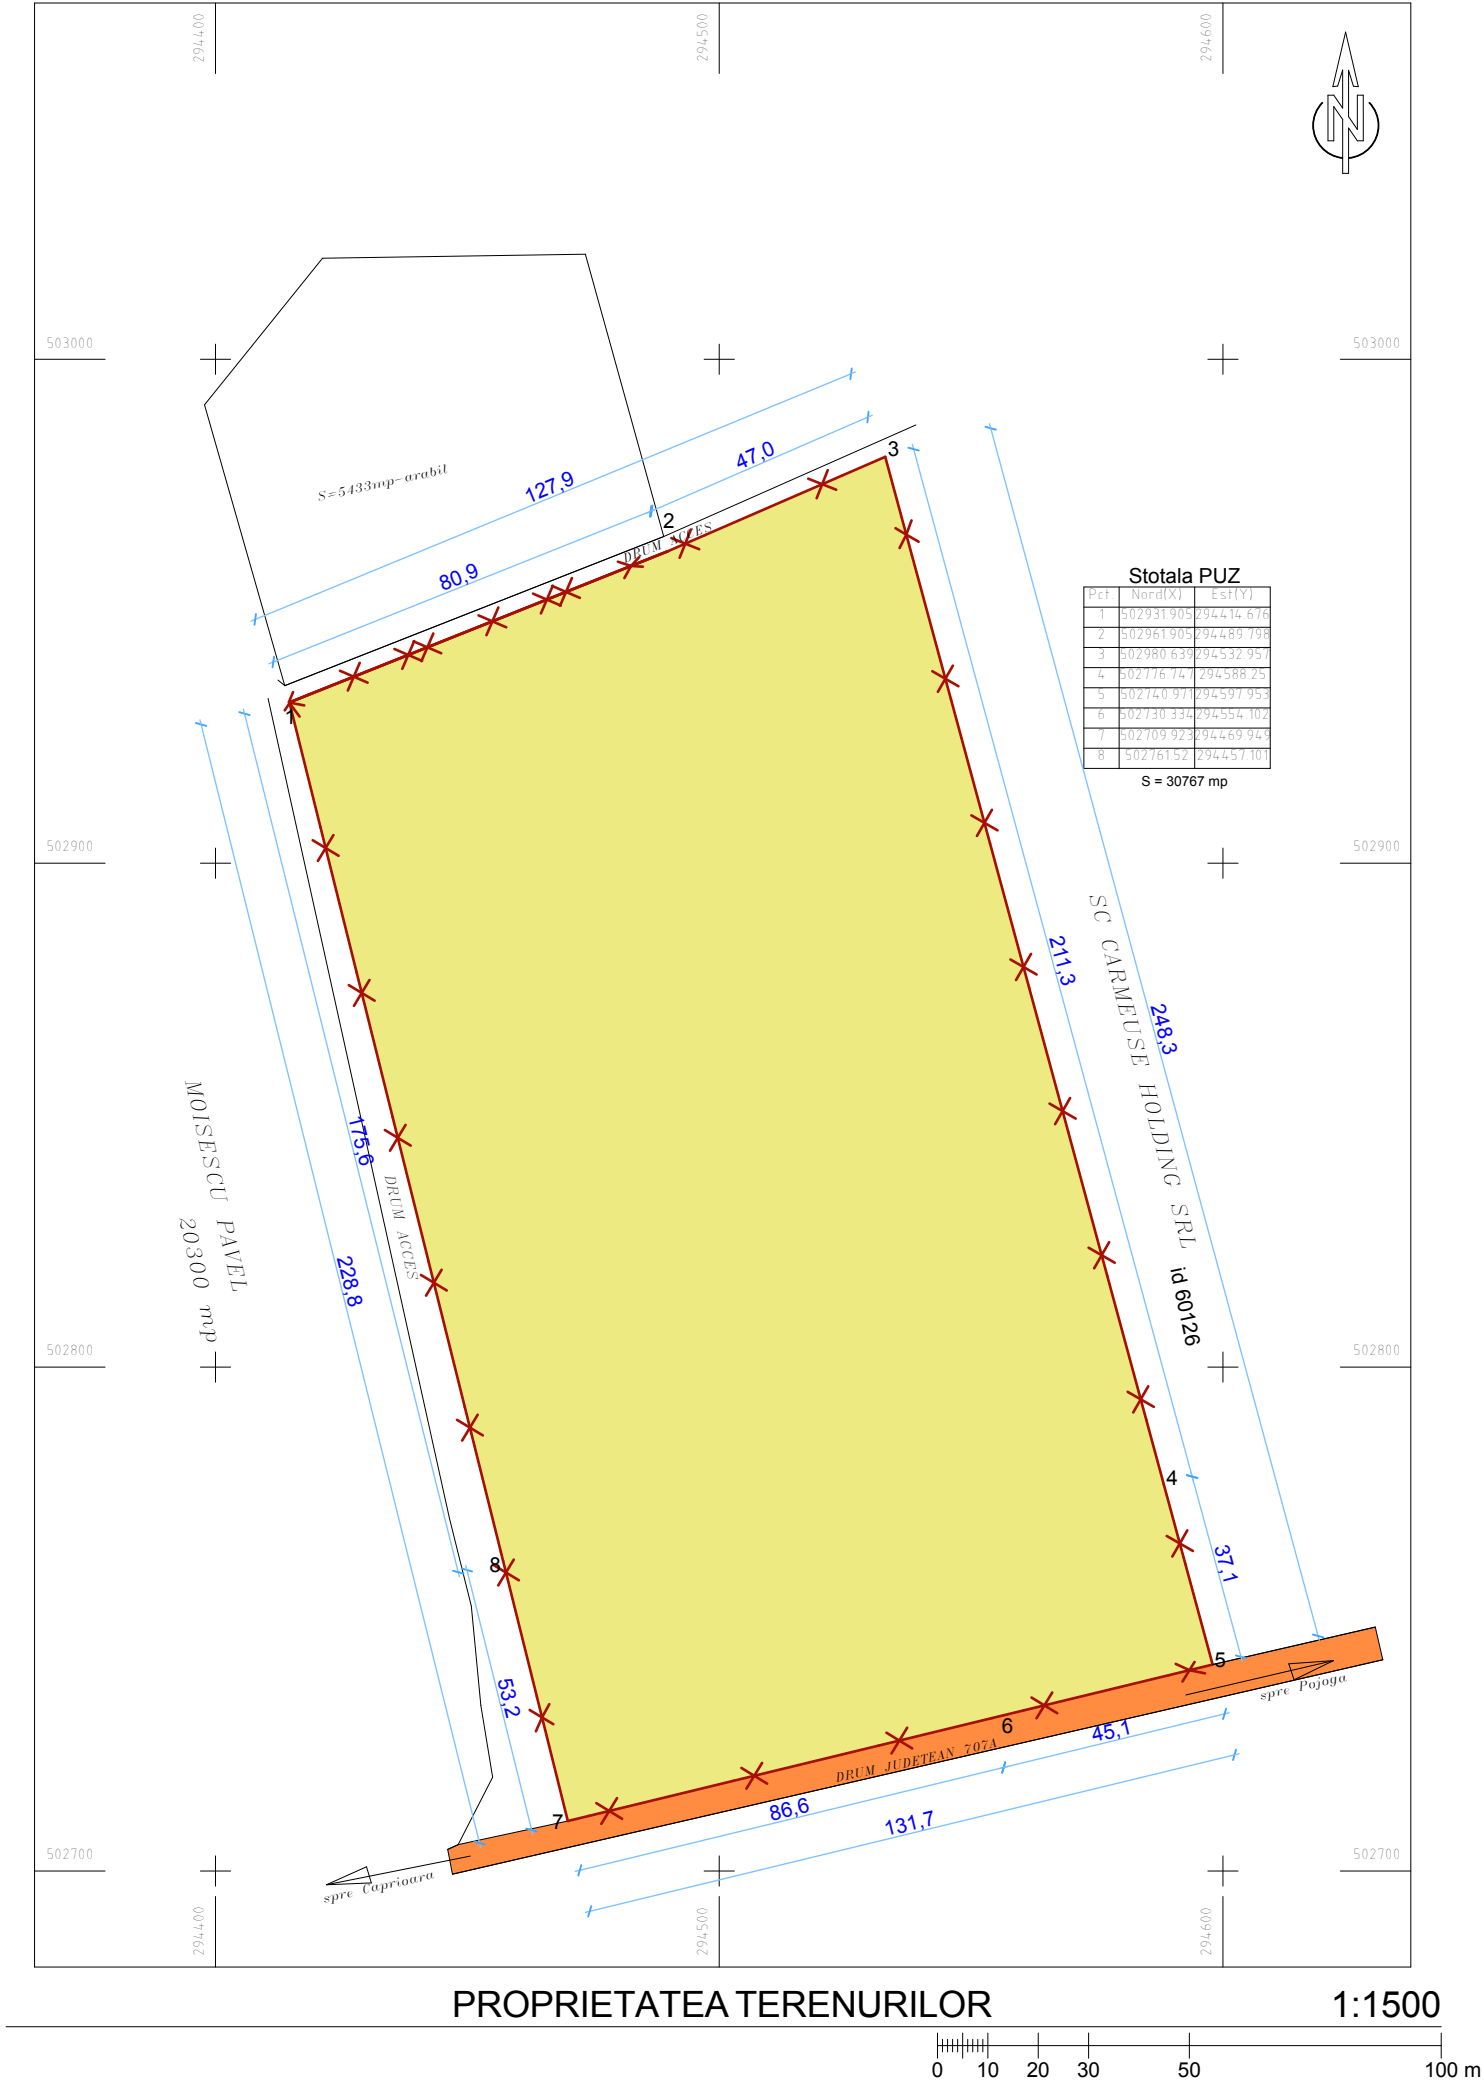 294400
294500
294600
N
503000
503000
3
47,0
127,9
S=5433mp-arabil
2
DRUM ACCES
80,9
Stotala PUZ
Pct Nord(X) Est(Y)
1 502931.905 294414.676
2 502961.905 294489.798
3 502980.639 294532.957
4 502776.747 294588.25
5 502740.971 294597.953
6 502730.334 294554.102
7 502709.923 294469.949
8 502761.52 294457.101
S = 30767 mp
1
502900
502900
211,3
SC CARMEUSE HOLDING SRL id 60126
248,3
MOISESCU PAVEL
20300 mp
175,6
DRUM ACCES
228,8
502800
502800
4
8
37,1
53,2
5
spre Pojoga
6
45,1
DRUM JUDETEAN 707A
7
86,6
131,7
502700
502700
spre Caprioara
294400
294500
294600
PROPRIETATEA TERENURILOR 1:1500
0 10 20 30 50 100 m